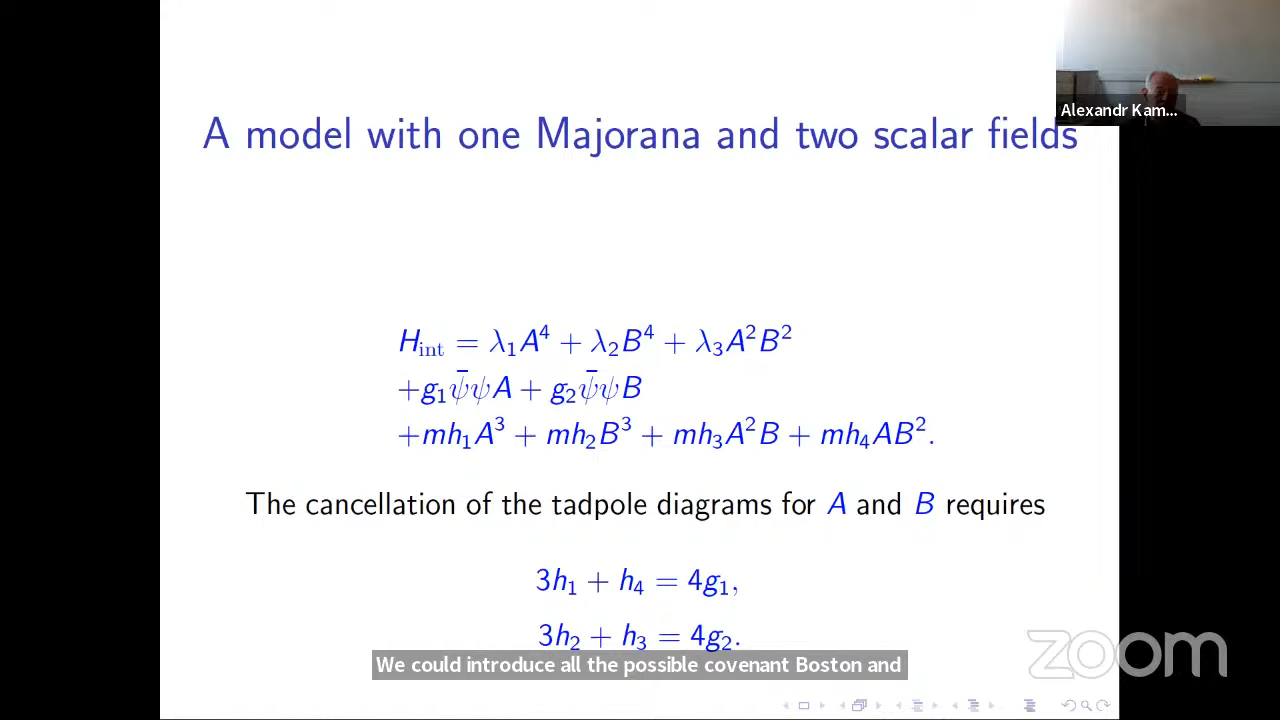 Alexandr Kam...
A model with one Majorana and two scalar fields
H_int = λ₁A⁴ + λ₂B⁴ + λ₃A²B²
+g₁ψ̄ψA + g₂ψ̄ψB
+mh₁A³ + mh₂B³ + mh₃A²B + mh₄AB².
The cancellation of the tadpole diagrams for A and B requires
3h₁ + h₄ = 4g₁,
3h₂ + h₃ = 4g₂.
We could introduce all the possible covenant Boston and
zoom